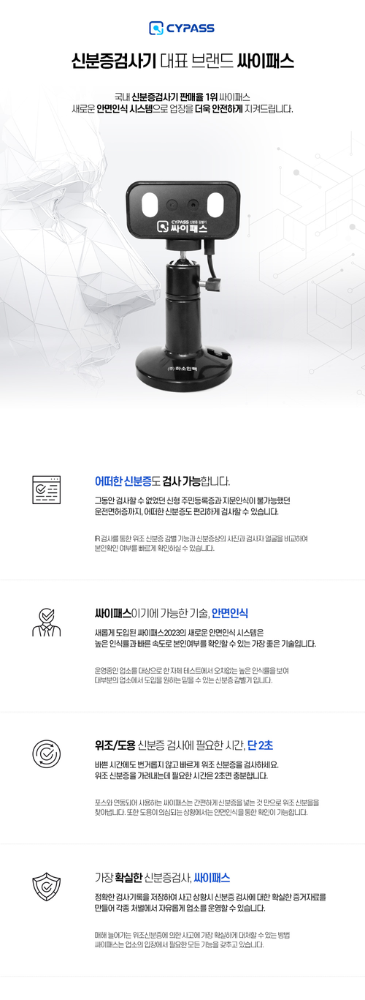 CYPASS
신분증검사기 대표 브랜드 싸이패스
국내 신분증검사기 판매율 1위 싸이패스
새로운 안면인식 시스템으로 업장을 더욱 안전하게 지켜드립니다.
CYPASS 신분증 감별기
싸이패스
(주) 하소인텍
어떠한 신분증도 검사 가능합니다.
그동안 검사할 수 없었던 신형 주민등록증과 지문인식이 불가능했던
운전면허증까지, 어떠한 신분증도 편리하게 검사할 수 있습니다.
IR 검사를 통한 위조 신분증 감별 기능과 신분증상의 사진과 검사자 얼굴을 비교하여
본인확인 여부를 빠르게 확인하실 수 있습니다.
싸이패스이기에 가능한 기술, 안면인식
새롭게 도입된 싸이패스2023의 새로운 안면인식 시스템은
높은 인식률과 빠른 속도로 본인여부를 확인할 수 있는 가장 좋은 기술입니다.
운영중인 업소를 대상으로 한 자체 테스트에서 오차없는 높은 인식률을 보여
대부분의 업소에서 도입을 원하는 믿을 수 있는 신분증 감별기 입니다.
위조/도용 신분증 검사에 필요한 시간, 단 2초
바쁜 시간에도 번거롭지 않고 빠르게 위조 신분증을 검사하세요.
위조 신분증을 가려내는데 필요한 시간은 2초면 충분합니다.
포스와 연동되어 사용하는 싸이패스는 간편하게 신분증을 넣는 것 만으로 위조 신분을을
찾아냅니다. 또한 도용이 의심되는 상황에서는 안면인식을 통한 확인이 가능합니다.
가장 확실한 신분증검사, 싸이패스
정확한 검사기록을 저장하여 사고 상황시 신분증 검사에 대한 확실한 증거자료를
만들어 각종 처벌에서 자유롭게 업소를 운영할 수 있습니다.
매해 늘어가는 위조신분증에 의한 사고에 가장 확실하게 대처할 수 있는 방법
싸이패스는 업소의 입장에서 필요한 모든 기능을 갖추고 있습니다.